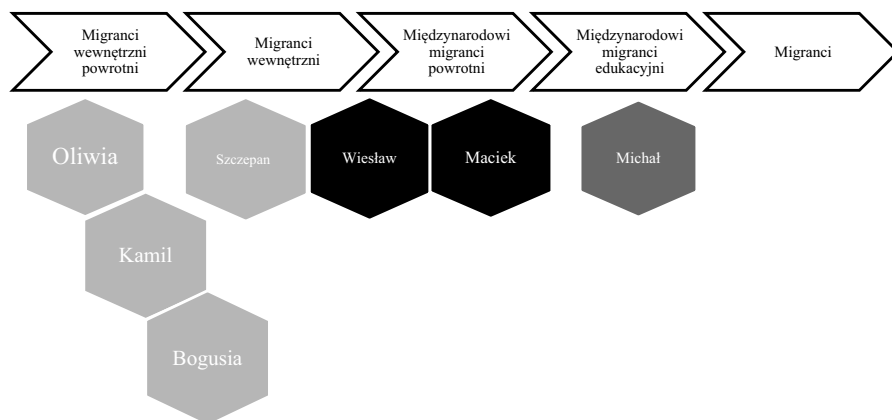 Migranci
wewnętrzni
powrotni
Migranci
wewnętrzni
Międzynarodowi
migranci
powrotni
Międzynarodowi
migranci
edukacyjni
Migranci
Oliwia
Szczepan
Wiesław
Maciek
Michał
Kamil
Bogusia